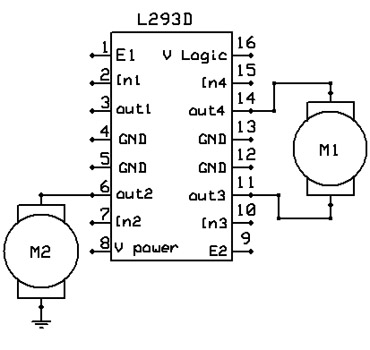 L293D
1 E1 V Logic 16
2 In1 In4 15
3 out1 out4 14
4 GND GND 13
5 GND GND 12
6 out2 out3 11
7 In2 In3 10
8 V power E2 9
M1
M2